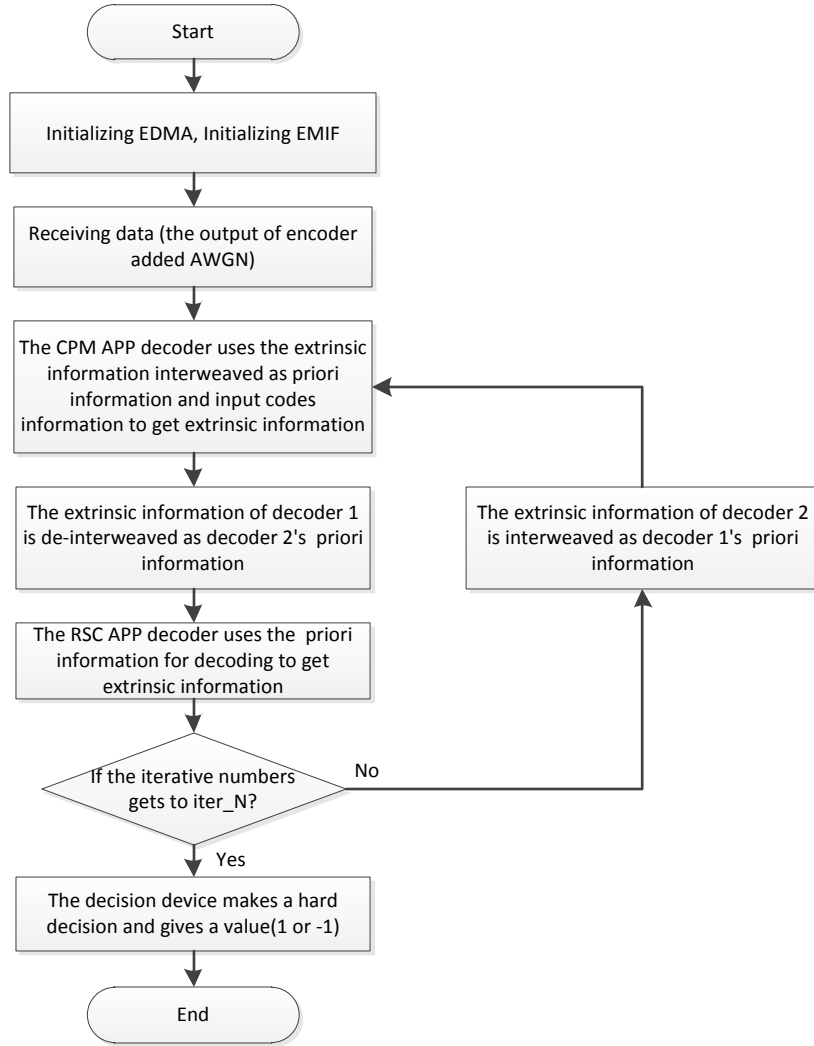 Start
Initializing EDMA, Initializing EMIF
Receiving data (the output of encoder
added AWGN)
The CPM APP decoder uses the extrinsic
information interweaved as priori
information and input codes
information to get extrinsic information
The extrinsic information of decoder 1
is de-interweaved as decoder 2's priori
information
The extrinsic information of decoder 2
is interweaved as decoder 1's priori
information
The RSC APP decoder uses the priori
information for decoding to get
extrinsic information
If the iterative numbers
gets to iter_N?
No
Yes
The decision device makes a hard
decision and gives a value(1 or -1)
End